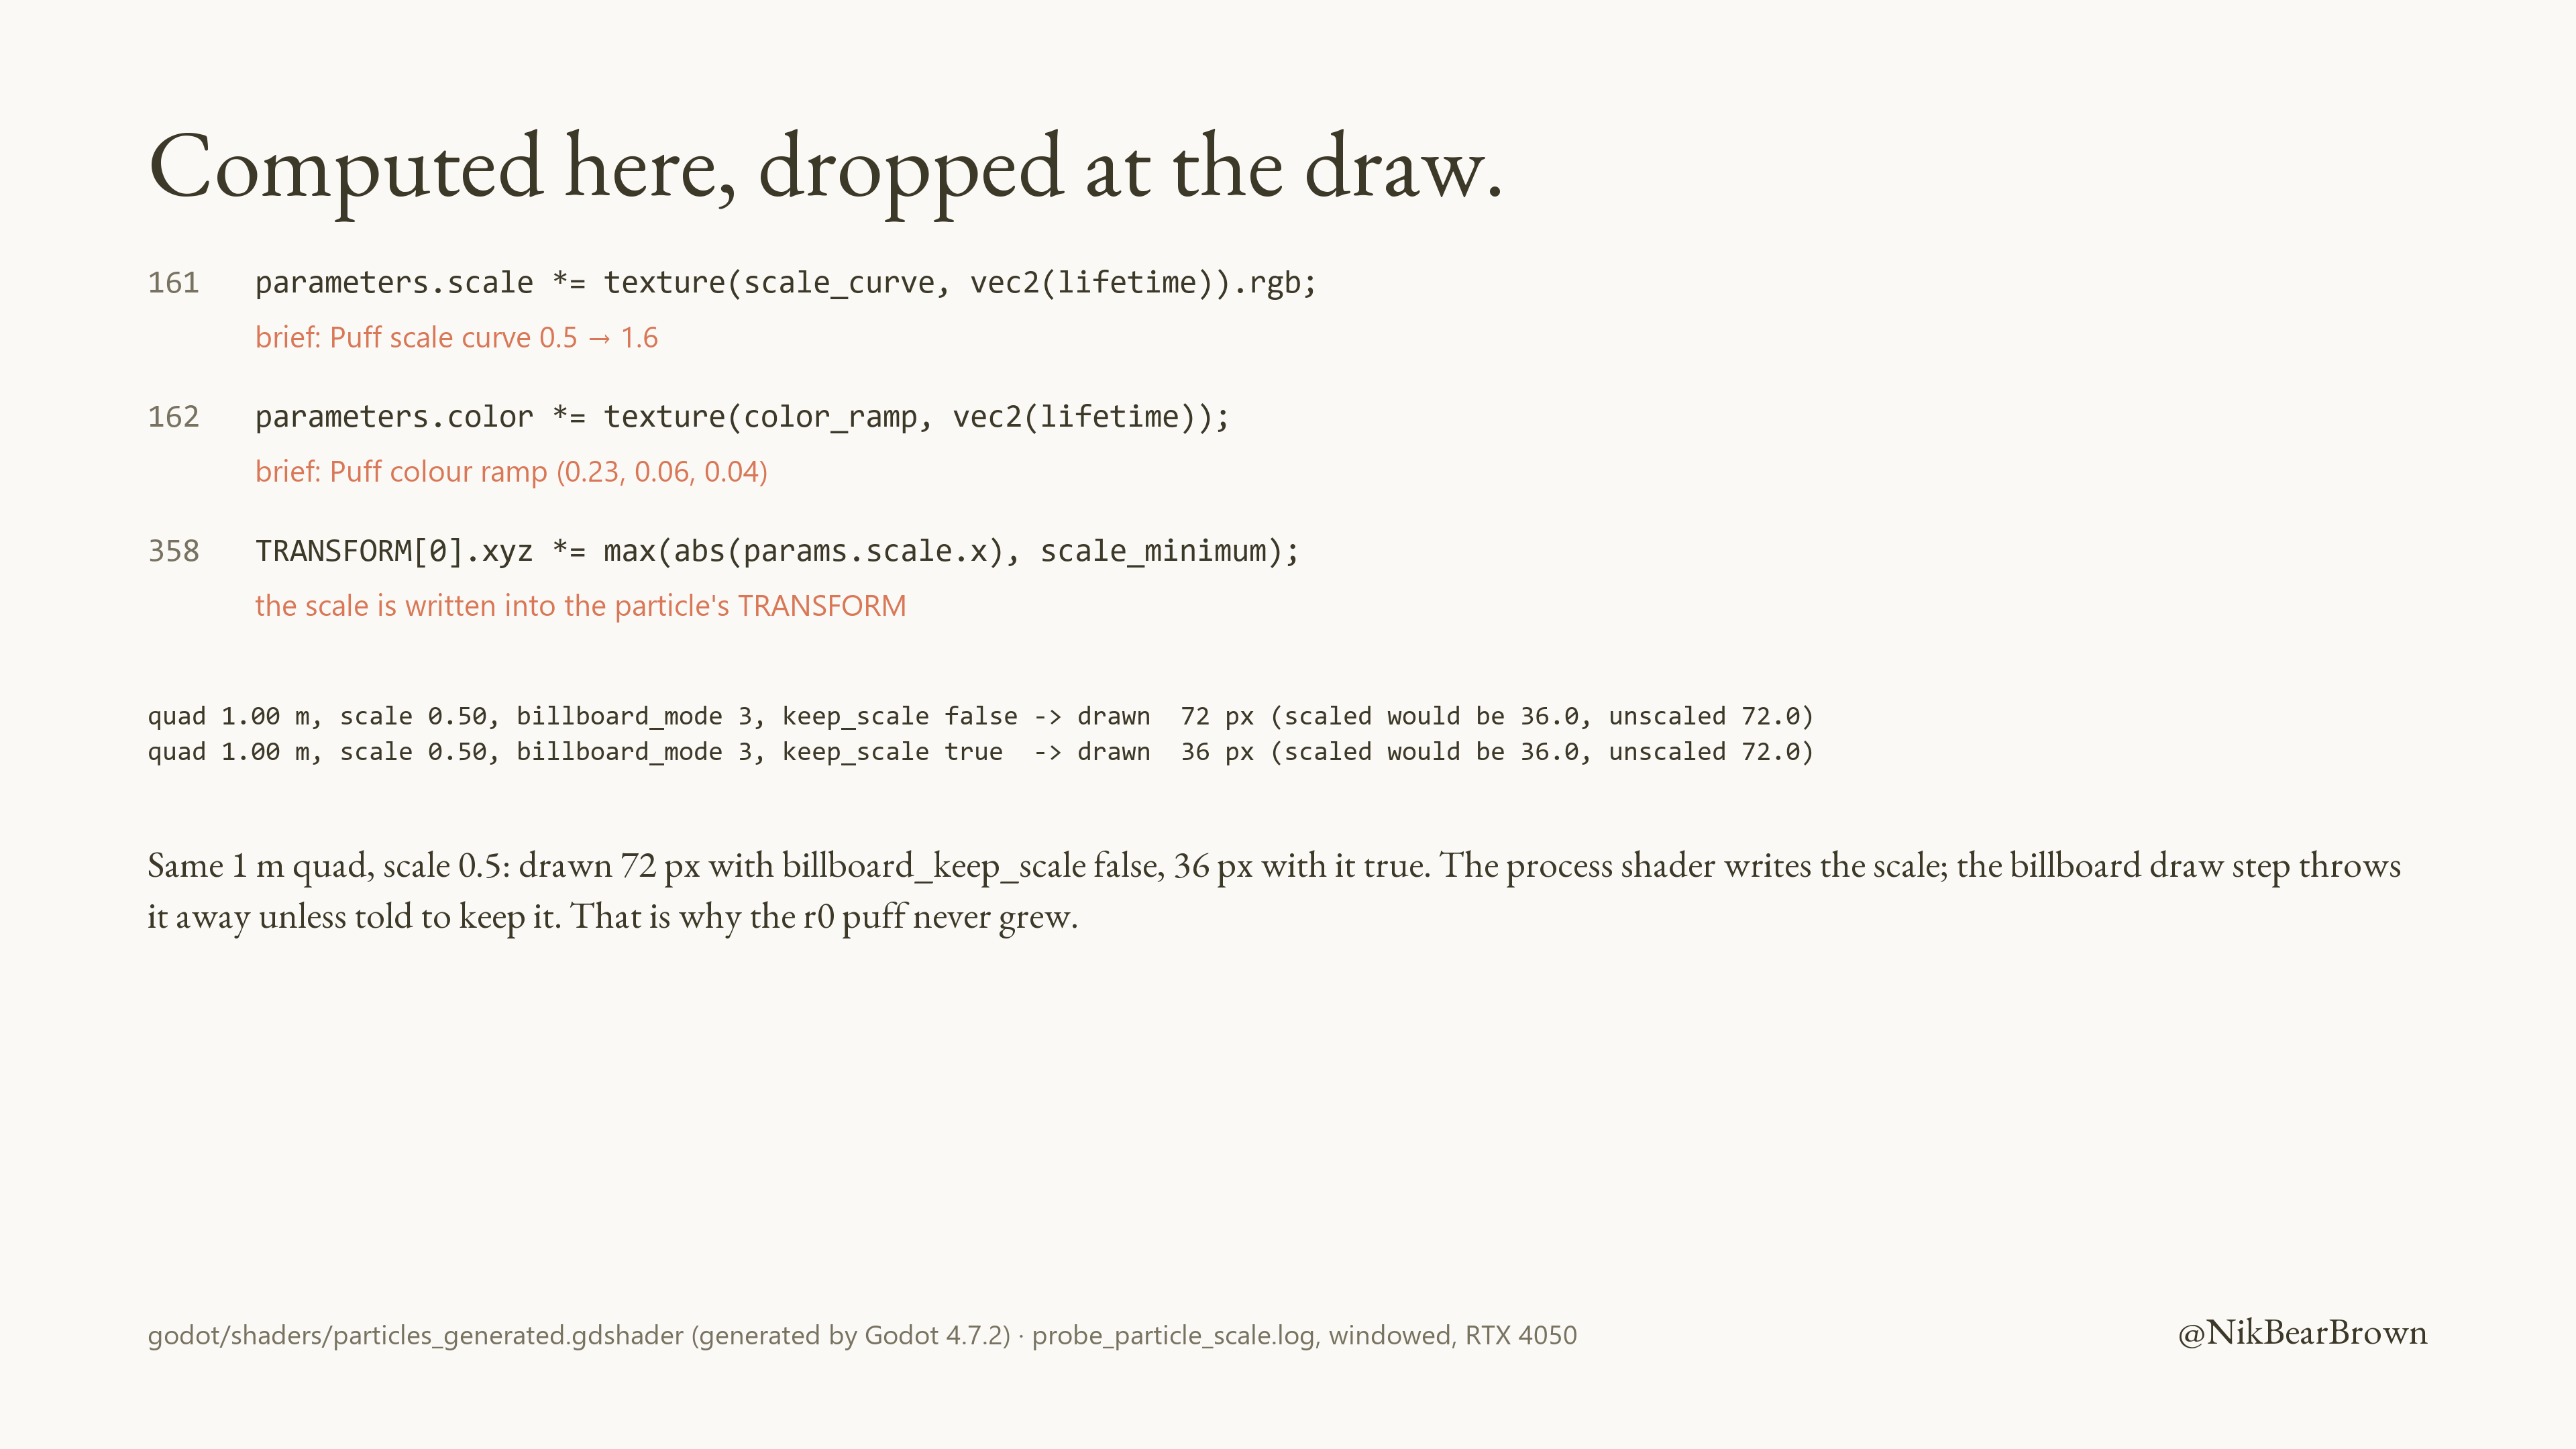 Computed here, dropped at the draw.
161 parameters.scale *= texture(scale_curve, vec2(lifetime)).rgb;
brief: Puff scale curve 0.5 → 1.6
162 parameters.color *= texture(color_ramp, vec2(lifetime));
brief: Puff colour ramp (0.23, 0.06, 0.04)
358 TRANSFORM[0].xyz *= max(abs(params.scale.x), scale_minimum);
the scale is written into the particle's TRANSFORM
quad 1.00 m, scale 0.50, billboard_mode 3, keep_scale false -> drawn  72 px (scaled would be 36.0, unscaled 72.0)
quad 1.00 m, scale 0.50, billboard_mode 3, keep_scale true  -> drawn  36 px (scaled would be 36.0, unscaled 72.0)
Same 1 m quad, scale 0.5: drawn 72 px with billboard_keep_scale false, 36 px with it true. The process shader writes the scale; the billboard draw step throws
it away unless told to keep it. That is why the r0 puff never grew.
godot/shaders/particles_generated.gdshader (generated by Godot 4.7.2) · probe_particle_scale.log, windowed, RTX 4050
@NikBearBrown